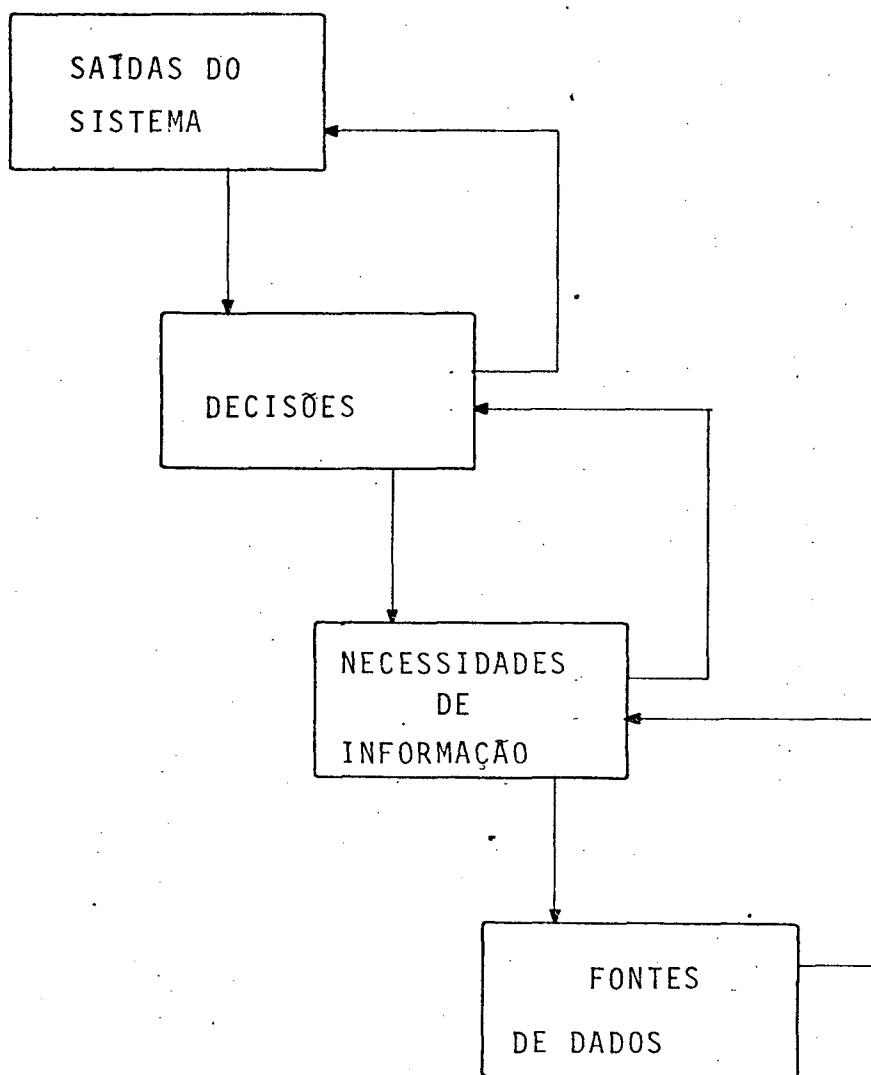 SAÍDAS DO
SISTEMA
DECISÕES
NECESSIDADES
DE
INFORMAÇÃO
FONTES
DE DADOS